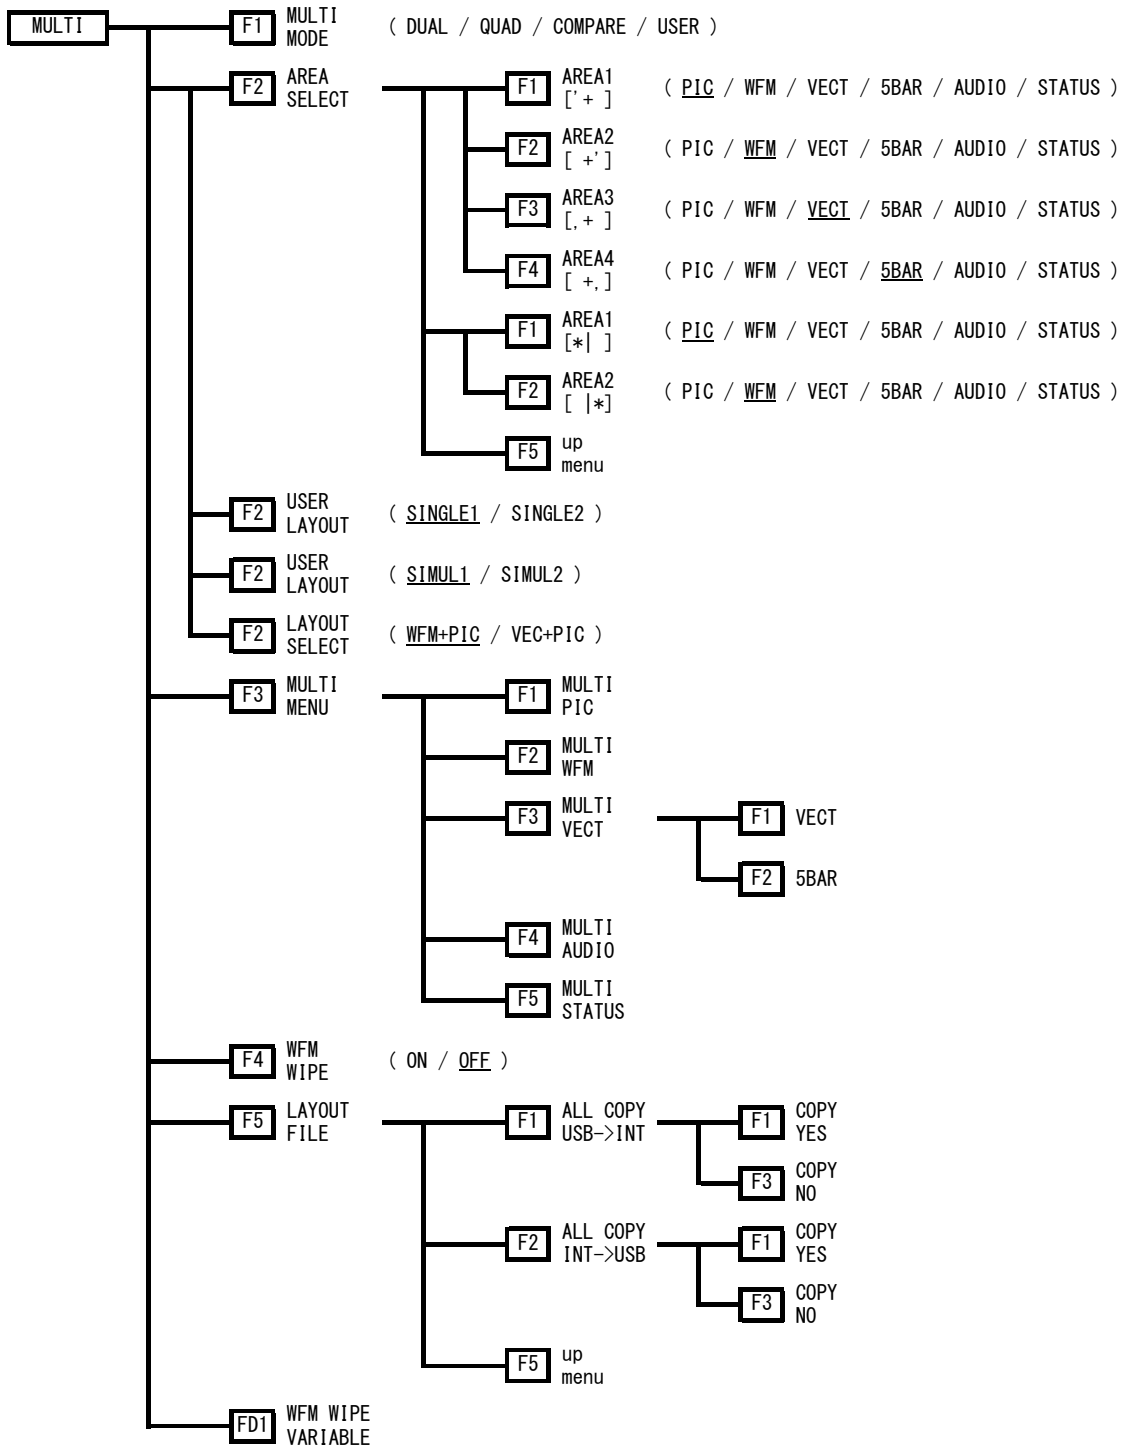 MULTI
F1 MULTI MODE ( DUAL / QUAD / COMPARE / USER )
F2 AREA SELECT
F1 AREA1 ['+ ] ( PIC / WFM / VECT / 5BAR / AUDIO / STATUS )
F2 AREA2 [ +'] ( PIC / WFM / VECT / 5BAR / AUDIO / STATUS )
F3 AREA3 [,+ ] ( PIC / WFM / VECT / 5BAR / AUDIO / STATUS )
F4 AREA4 [ +,] ( PIC / WFM / VECT / 5BAR / AUDIO / STATUS )
F1 AREA1 [*| ] ( PIC / WFM / VECT / 5BAR / AUDIO / STATUS )
F2 AREA2 [ |*] ( PIC / WFM / VECT / 5BAR / AUDIO / STATUS )
F5 up menu
F2 USER LAYOUT ( SINGLE1 / SINGLE2 )
F2 USER LAYOUT ( SIMUL1 / SIMUL2 )
F2 LAYOUT SELECT ( WFM+PIC / VEC+PIC )
F3 MULTI MENU
F1 MULTI PIC
F2 MULTI WFM
F3 MULTI VECT
F1 VECT
F2 5BAR
F4 MULTI AUDIO
F5 MULTI STATUS
F4 WFM WIPE ( ON / OFF )
F5 LAYOUT FILE
F1 ALL COPY USB->INT
F1 COPY YES
F3 COPY NO
F2 ALL COPY INT->USB
F1 COPY YES
F3 COPY NO
F5 up menu
FD1 WFM WIPE VARIABLE